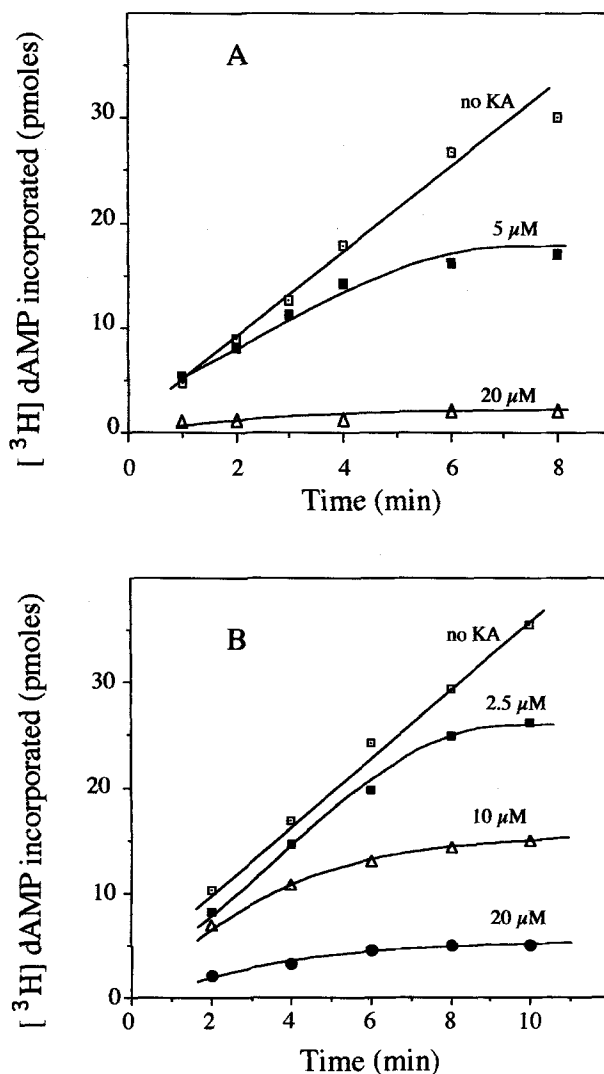 A
[ ³H] dAMP incorporated (pmoles)
30
20
10
0
no KA
5 µM
20 µM
0 2 4 6 8
Time (min)
B
[ ³H] dAMP incorporated (pmoles)
30
20
10
0
no KA
2.5 µM
10 µM
20 µM
0 2 4 6 8 10
Time (min)